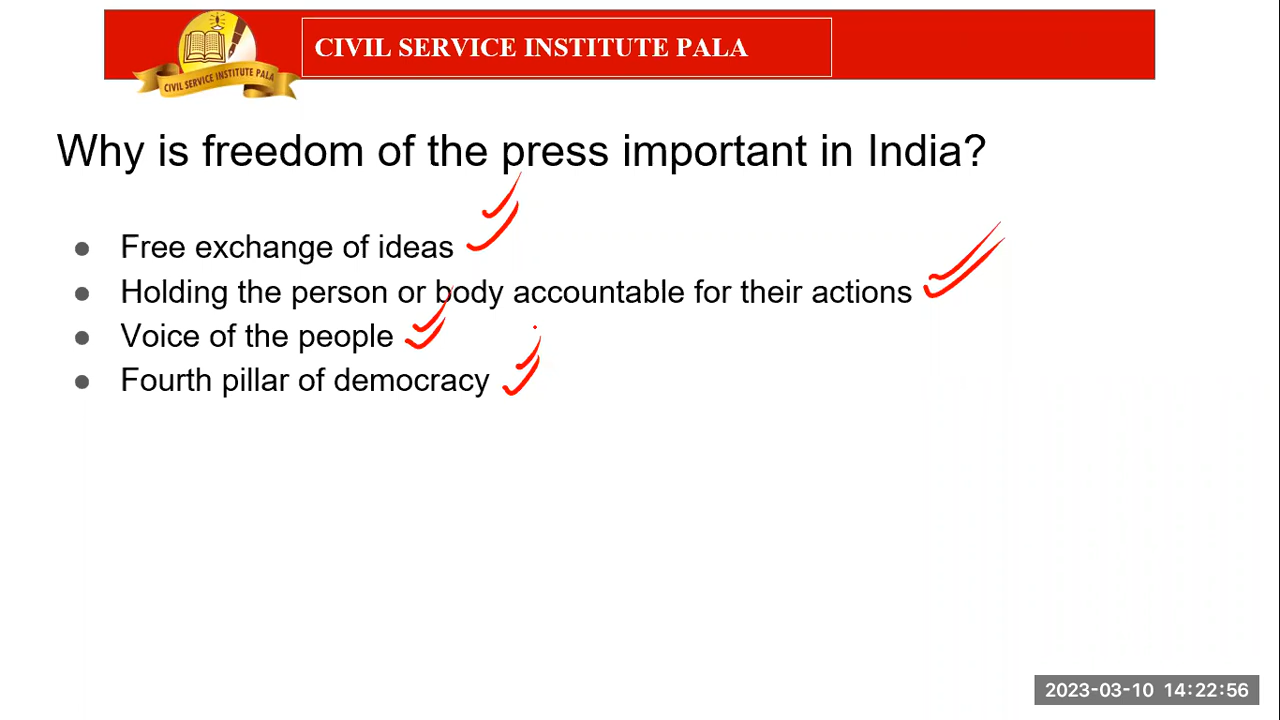 CIVIL SERVICE INSTITUTE PALA
CIVIL SERVICE INSTITUTE PALA
Why is freedom of the press important in India?
● Free exchange of ideas
● Holding the person or body accountable for their actions
● Voice of the people
● Fourth pillar of democracy
2023-03-10 14:22:56